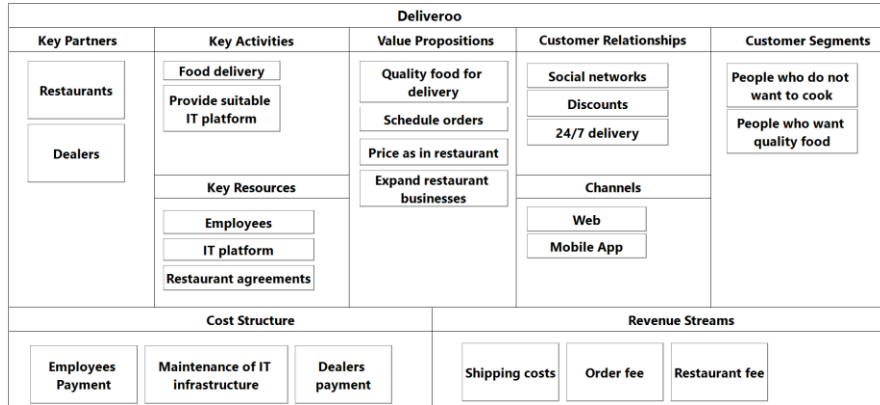 Deliveroo
Key Partners
Restaurants
Dealers
Key Activities
Food delivery
Provide suitable
IT platform
Key Resources
Employees
IT platform
Restaurant agreements
Value Propositions
Quality food for
delivery
Schedule orders
Price as in restaurant
Expand restaurant
businesses
Customer Relationships
Social networks
Discounts
24/7 delivery
Channels
Web
Mobile App
Customer Segments
People who do not
want to cook
People who want
quality food
Cost Structure
Employees
Payment
Maintenance of IT
infrastructure
Dealers
payment
Revenue Streams
Shipping costs
Order fee
Restaurant fee